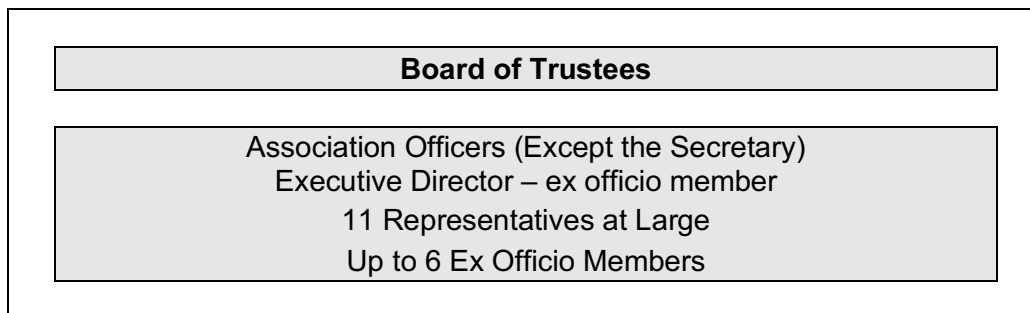 Board of Trustees
Association Officers (Except the Secretary)
Executive Director – ex officio member
11 Representatives at Large
Up to 6 Ex Officio Members